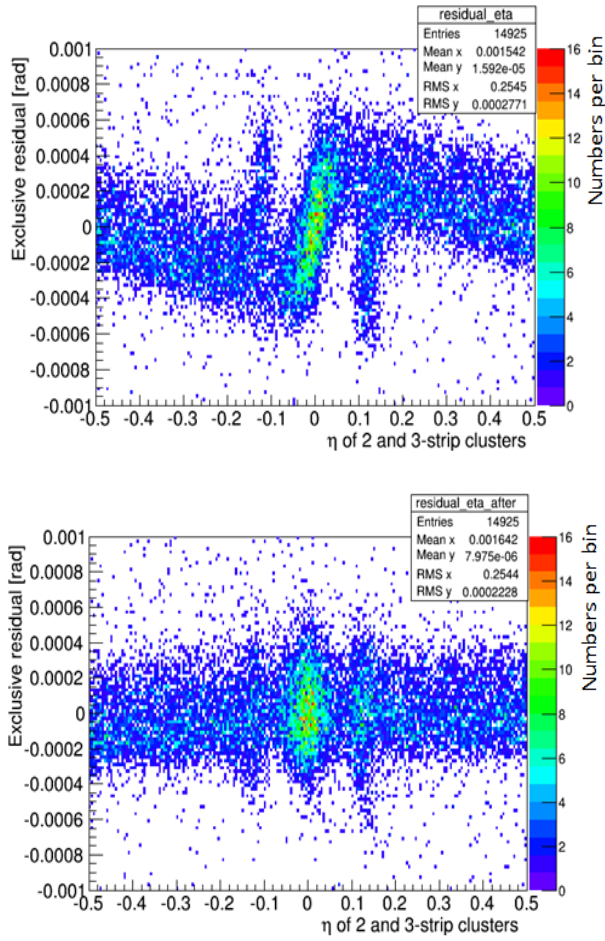 residual_eta
Entries 14925
Mean x 0.001542
Mean y 1.592e-05
RMS x 0.2545
RMS y 0.0002771
Exclusive residual [rad]
0.001
0.0008
0.0006
0.0004
0.0002
0
-0.0002
-0.0004
-0.0006
-0.0008
-0.001
-0.5 -0.4 -0.3 -0.2 -0.1 0 0.1 0.2 0.3 0.4 0.5
η of 2 and 3-strip clusters
16
14
12
10
8
6
4
2
0
Numbers per bin
residual_eta_after
Entries 14925
Mean x 0.001642
Mean y 7.975e-06
RMS x 0.2544
RMS y 0.0002228
Exclusive residual [rad]
0.001
0.0008
0.0006
0.0004
0.0002
0
-0.0002
-0.0004
-0.0006
-0.0008
-0.001
-0.5 -0.4 -0.3 -0.2 -0.1 0 0.1 0.2 0.3 0.4 0.5
η of 2 and 3-strip clusters
16
14
12
10
8
6
4
2
0
Numbers per bin